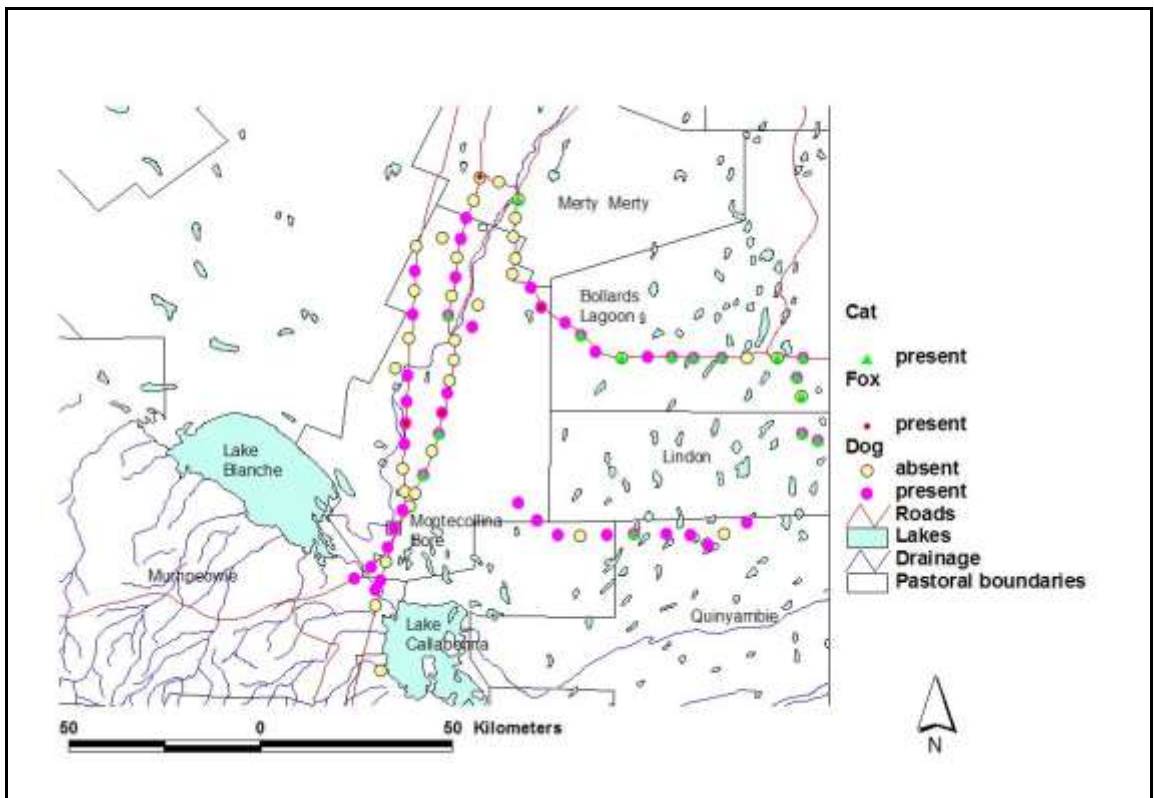 Merty Merty
Bollards
Lagoon
Lindon
Lake
Blanche
Montecollina
Bore
Murnpeowie
Lake
Callabonna
Quinyambie
Cat
present
Fox
present
Dog
absent
present
Roads
Lakes
Drainage
Pastoral boundaries
50 0 50 Kilometers
N